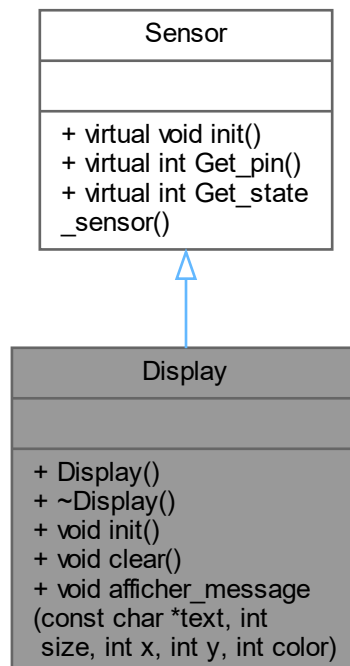 Sensor
+ virtual void init()
+ virtual int Get_pin()
+ virtual int Get_state
_sensor()
Display
+ Display()
+ ~Display()
+ void init()
+ void clear()
+ void afficher_message
(const char *text, int
size, int x, int y, int color)